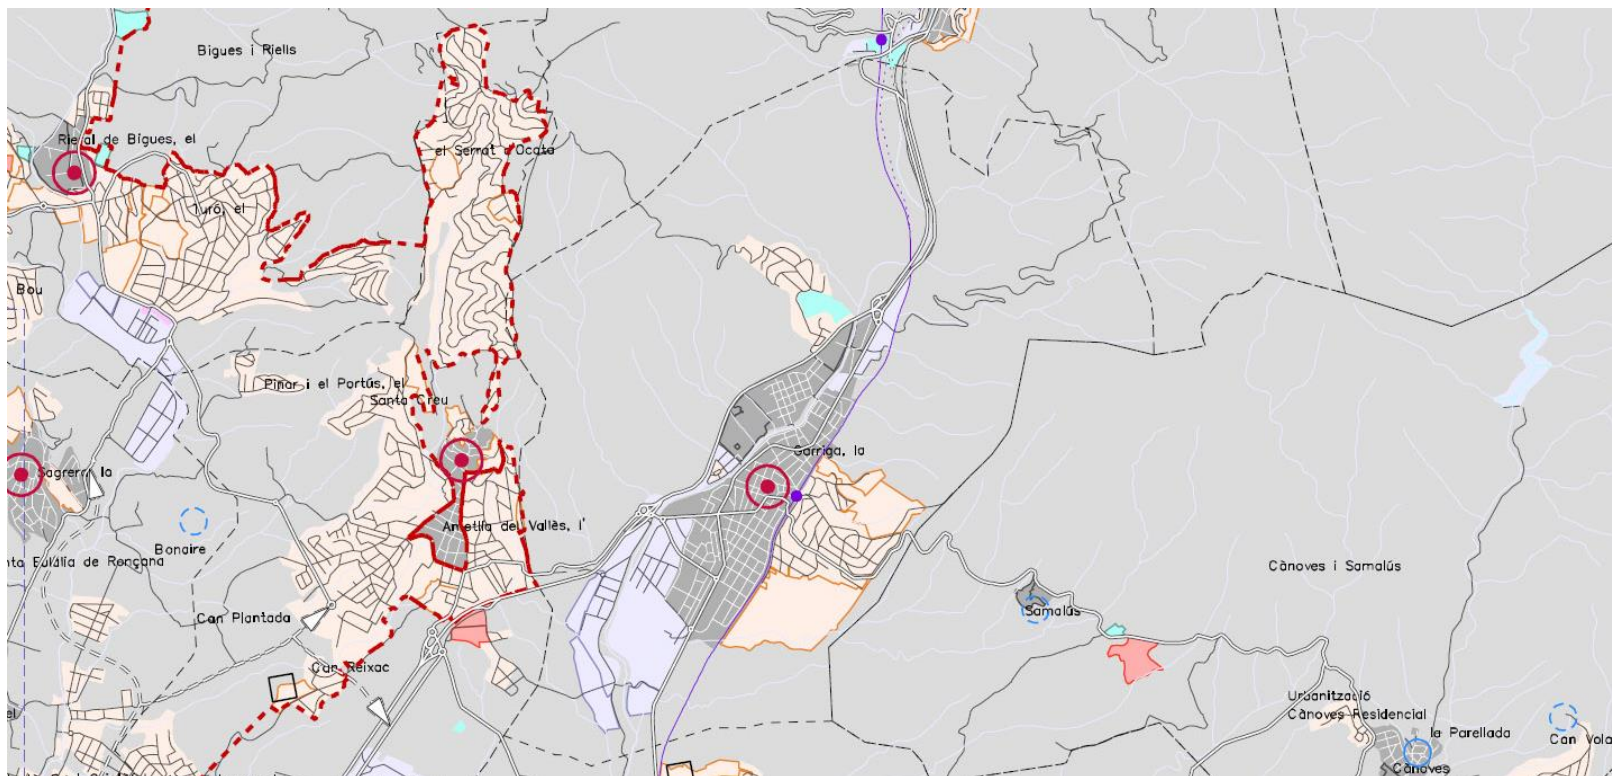 Bigues i Riells
Rieral de Bigues, el
el Serrat d'Ocata
Turó, el
Bou
Pinar i el Portús, el
Santa Creu
Garriga, la
Sagrera, la
Ametlla del Vallès, l'
Bonaire
nta Eulàlia de Ronçana
Cànoves i Samalús
Samalús
Can Plantada
Can Reixac
Urbanització
Cànoves Residencial
el
la Parellada
Can Vola
Cànoves